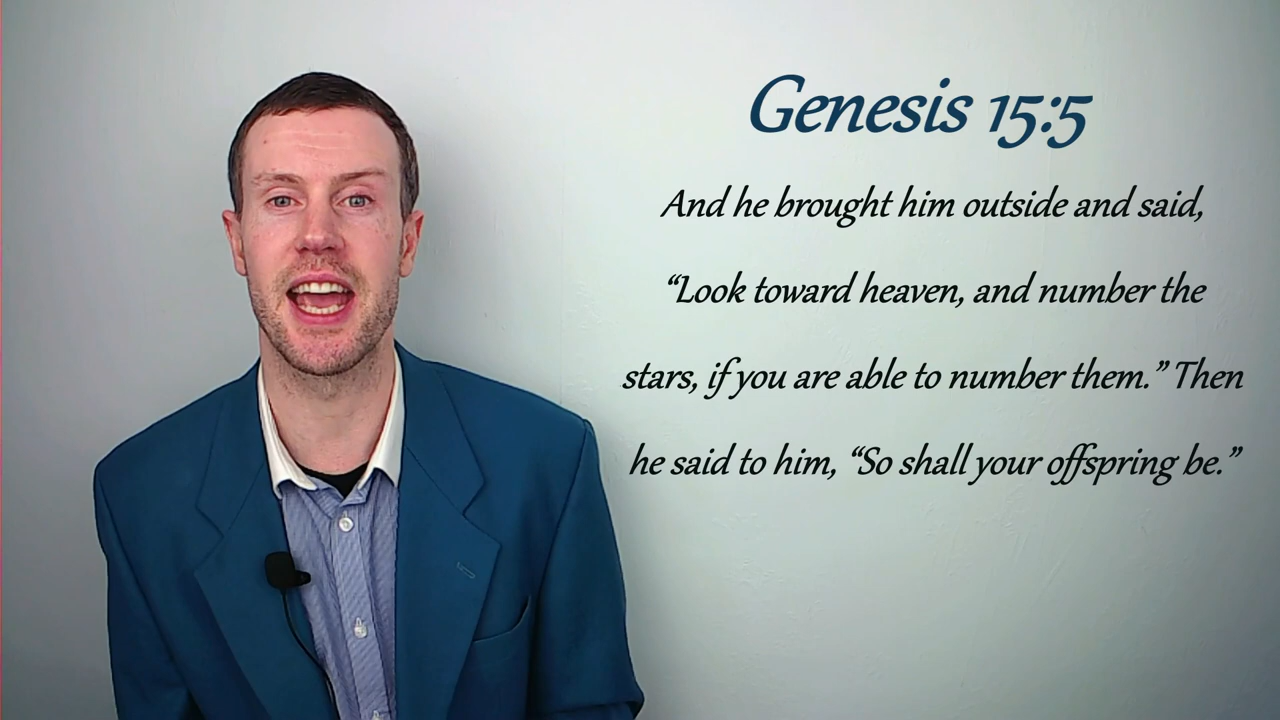 Genesis 15:5
And he brought him outside and said,
“Look toward heaven, and number the
stars, if you are able to number them.” Then
he said to him, “So shall your offspring be.”